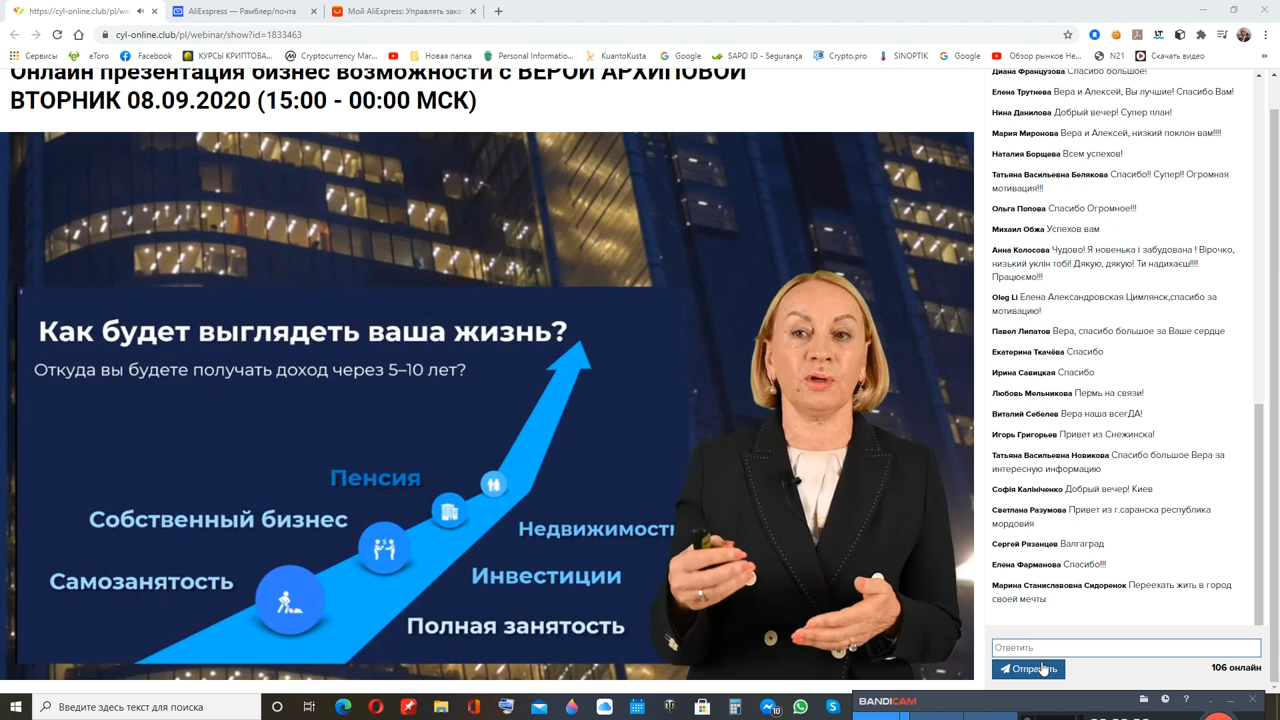 https://cyl-online.club/pl/we
AliExpress — Рамблер/почта
Мой AliExpress: Управлять зака
cyl-online.club/pl/webinar/show?id=1833463
Сервисы
eToro
Facebook
КУРСЫ КРИПТОВА...
Cryptocurrency Mar...
Новая папка
Personal Informatio...
KuantoKusta
Google
SAPO ID - Segurança
Crypto.pro
SINOPTIK
Google
Обзор рынков Не...
N21
Скачать видео
Онлайн презентация бизнес возможности с ВЕРОЙ АРХИПОВОЙ
ВТОРНИК 08.09.2020 (15:00 - 00:00 МСК)
Как будет выглядеть ваша жизнь?
Откуда вы будете получать доход через 5–10 лет?
Пенсия
Собственный бизнес
Недвижимость
Самозанятость
Инвестиции
Полная занятость
Диана Французова Спасибо большое!
Елена Трутнева Вера и Алексей, Вы лучшие! Спасибо Вам!
Нина Данилова Добрый вечер! Супер план!
Мария Миронова Вера и Алексей, низкий поклон вам!!!!
Наталия Борщева Всем успехов!
Татьяна Васильевна Белякова Спасибо!! Супер!! Огромная
мотивация!!!
Ольга Попова Спасибо Огромное!!!
Михаил Обжа Успехов вам
Анна Колосова Чудово! Я новенька і забудована ! Вірочко,
низький уклін тобі! Дякую, дякую! Ти надихаєш!!!!
Працюємо!!!
Oleg Li Елена Александровская Цимлянск,спасибо за
мотивацию!
Павел Липатов Вера, спасибо большое за Ваше сердце
Екатерина Ткачёва Спасибо
Ирина Савицкая Спасибо
Любовь Мельникова Пермь на связи!
Виталий Себелев Вера наша всегДА!
Игорь Григорьев Привет из Снежинска!
Татьяна Васильевна Новикова Спасибо большое Вера за
интересную информацию
Софія Калініченко Добрый вечер! Киев
Светлана Разумова Привет из г.саранска республика
мордовия
Сергей Рязанцев Валгаград
Елена Фарманова Спасибо!!!
Марина Станиславовна Сидоренок Переехать жить в город
своей мечты
Ответить
Отправить
106 онлайн
Введите здесь текст для поиска
10
BANDICAM